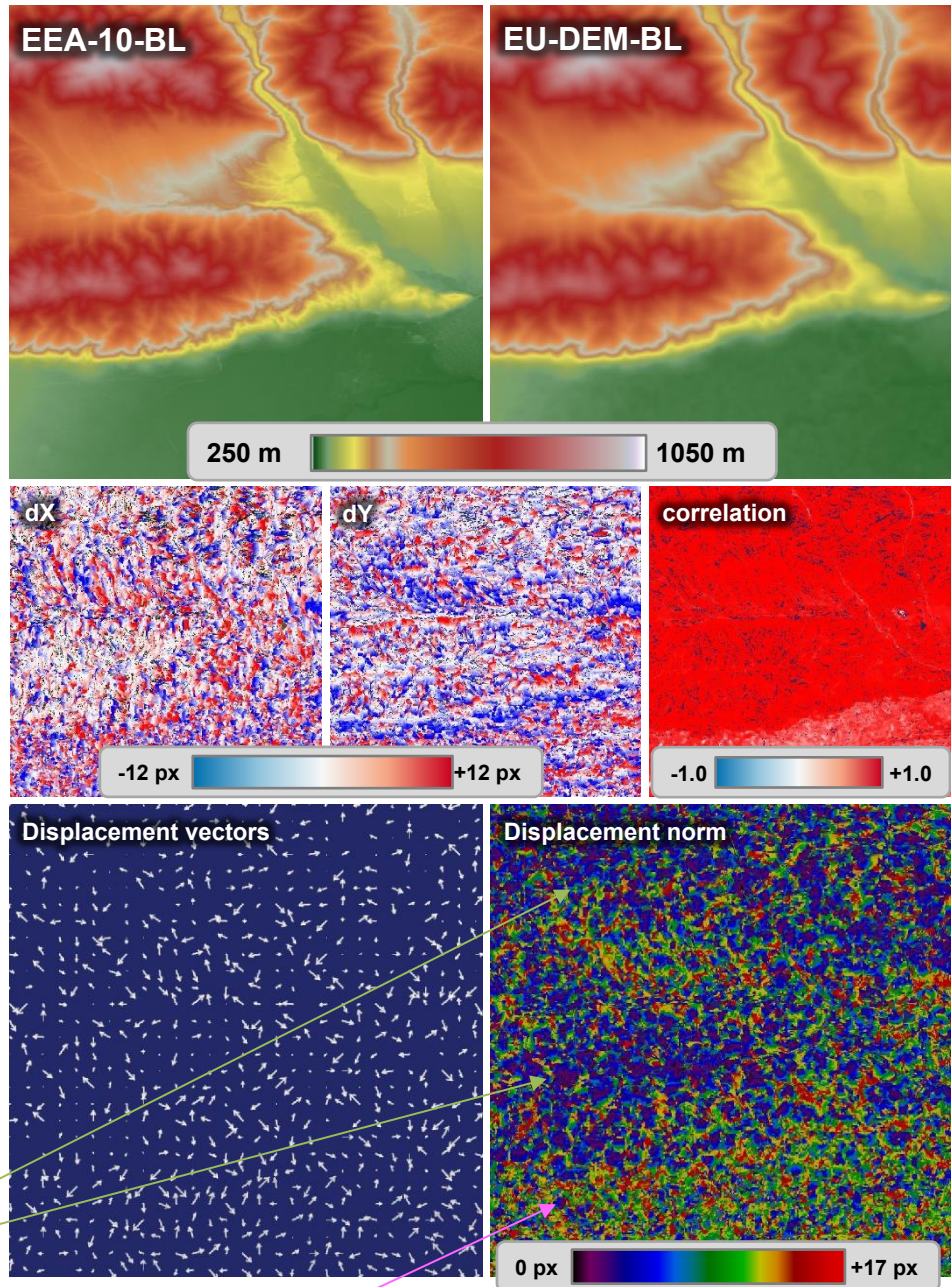 EEA-10-BL
EU-DEM-BL
250 m
1050 m
dX
dY
correlation
-12 px
+12 px
-1.0
+1.0
Displacement vectors
Displacement norm
0 px
+17 px